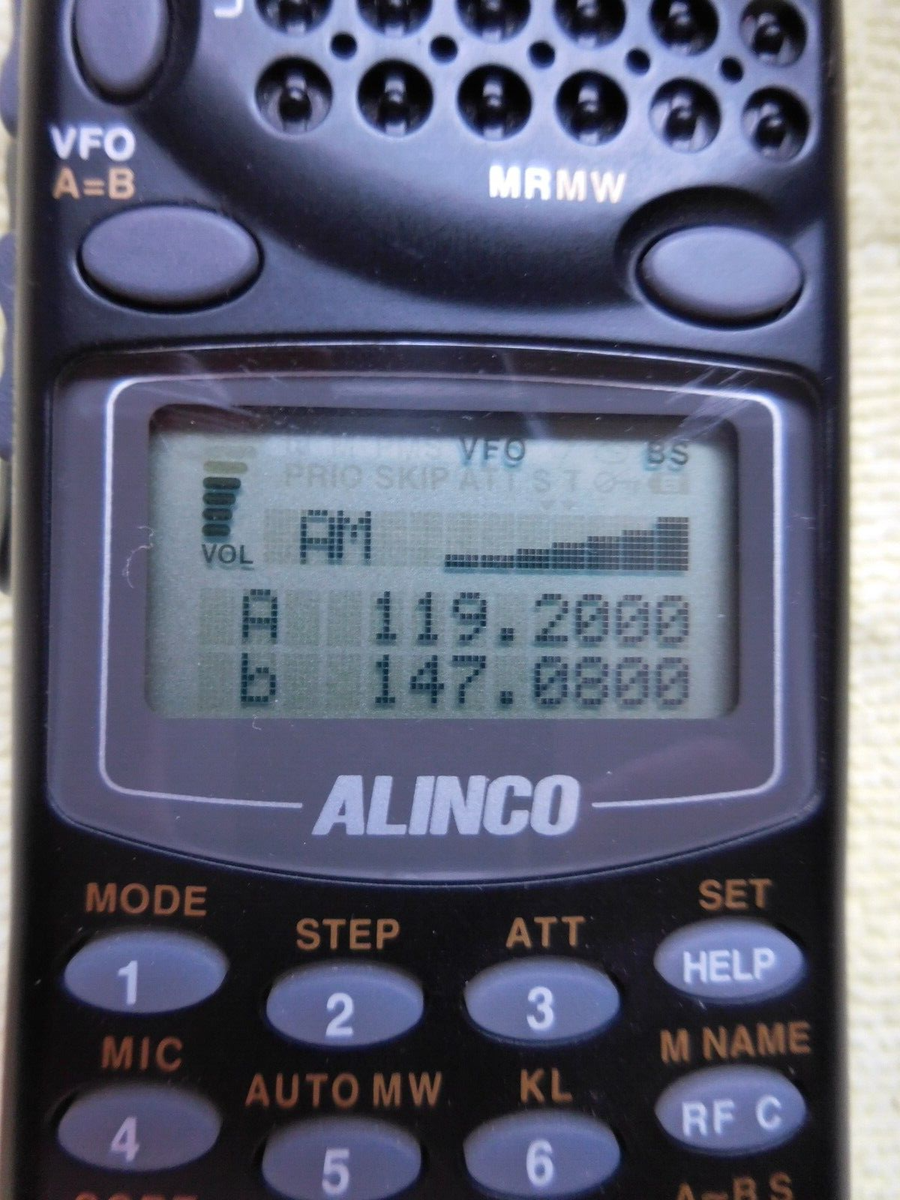 VFO
A=B
MRMW
VFO BS
PRIO SKIP ATT S T
VOL
AM
A 119.2000
b 147.0800
ALINCO
MODE STEP ATT SET
1 2 3 HELP
MIC AUTO MW KL M NAME
4 5 6 RF C